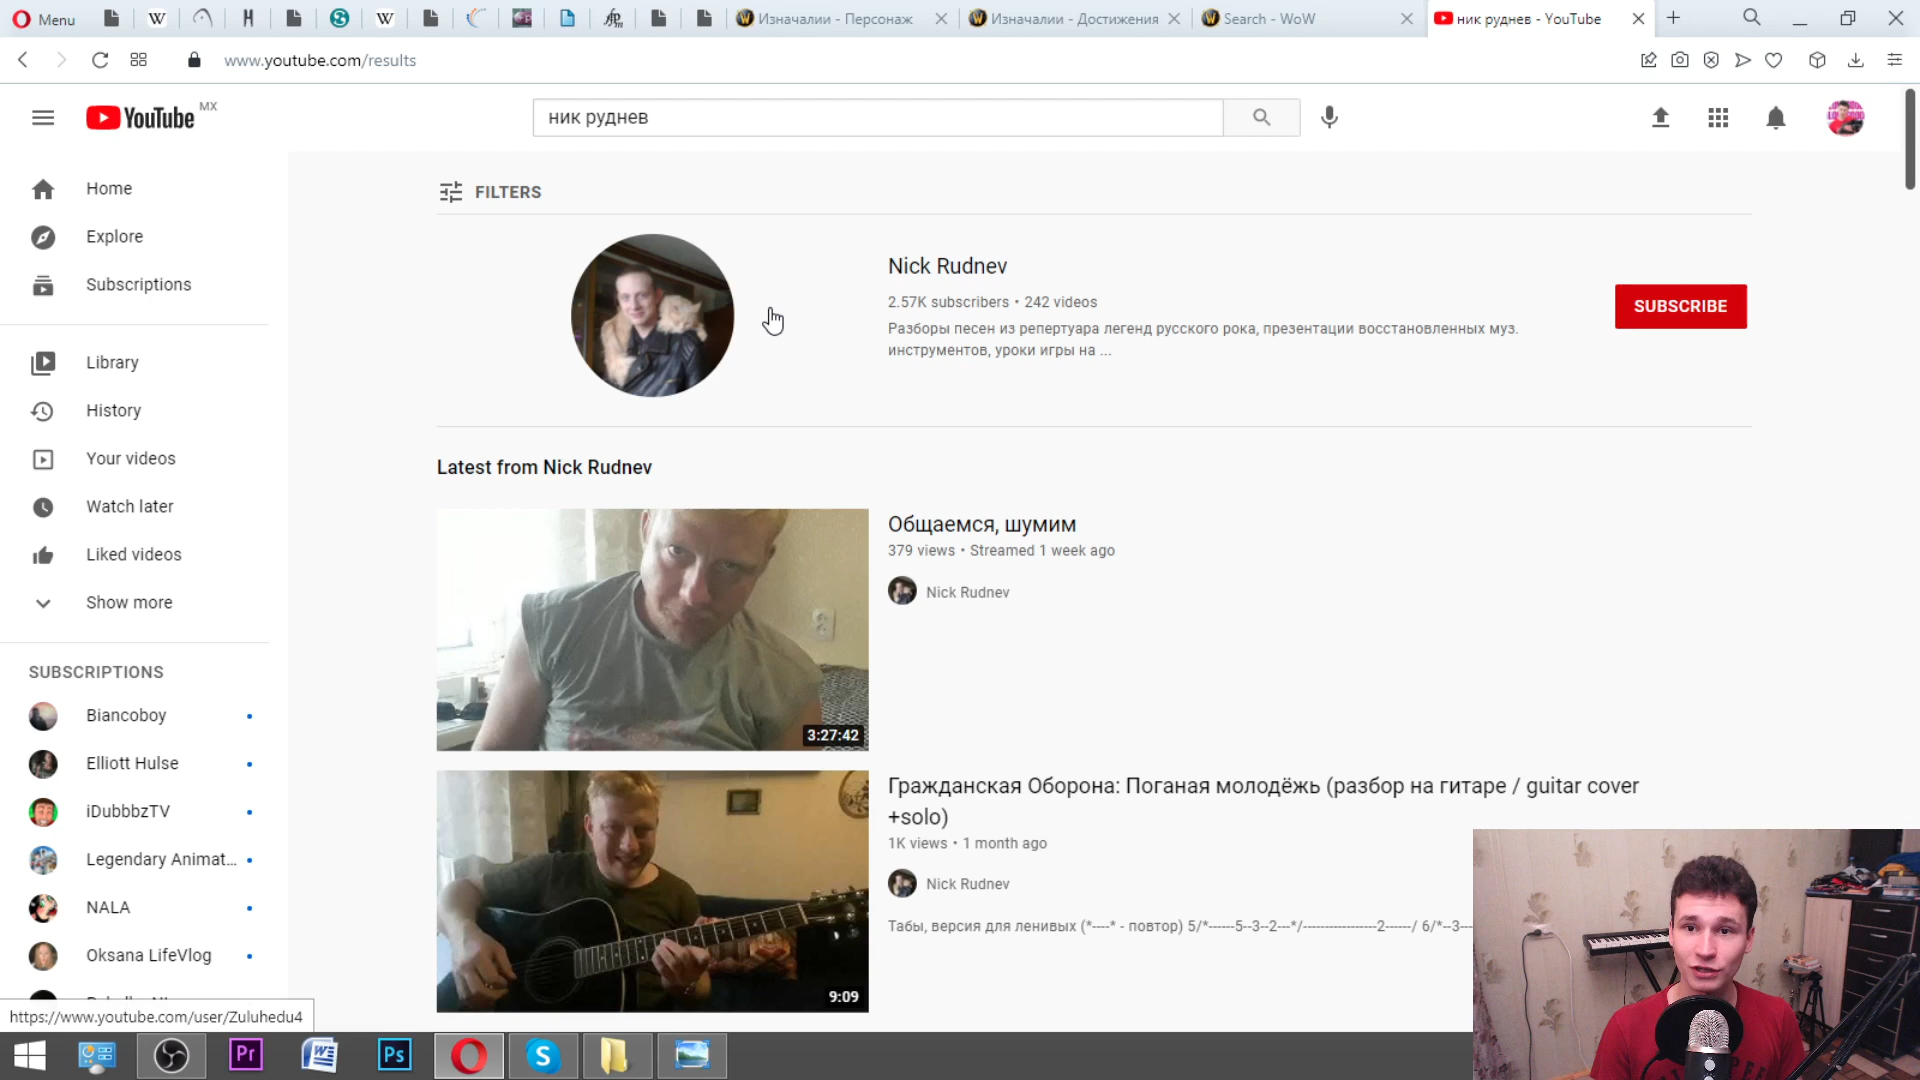 Menu
W
H
W
Изначалии - Персонаж
Изначалии - Достижения
Search - WoW
ник руднев - YouTube
www.youtube.com/results
YouTube MX
ник руднев
FILTERS
Home
Explore
Subscriptions
Library
History
Your videos
Watch later
Liked videos
Show more
SUBSCRIPTIONS
Biancoboy
Elliott Hulse
iDubbbzTV
Legendary Animat...
NALA
Oksana LifeVlog
https://www.youtube.com/user/Zuluhedu4
Nick Rudnev
2.57K subscribers • 242 videos
Разборы песен из репертуара легенд русского рока, презентации восстановленных муз.
инструментов, уроки игры на ...
SUBSCRIBE
Latest from Nick Rudnev
3:27:42
Общаемся, шумим
379 views • Streamed 1 week ago
Nick Rudnev
9:09
Гражданская Оборона: Поганая молодёжь (разбор на гитаре / guitar cover
+solo)
1K views • 1 month ago
Nick Rudnev
Табы, версия для ленивых (*----* - повтор) 5/*------5--3--2---*/-----------------2------/ 6/*--3---
Pr
W
Ps
S